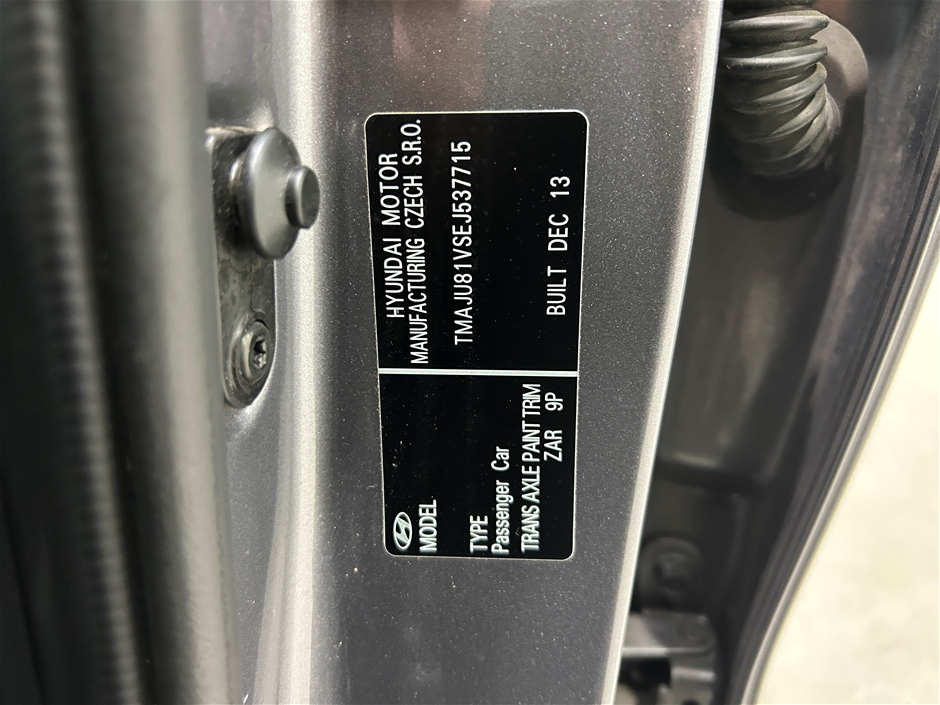 HYUNDAI MOTOR
MANUFACTURING CZECH S.R.O.
TMAJU81VSEJ537715
BUILT DEC 13
MODEL
TYPE
Passenger Car
TRANS AXLE PAINT TRIM
ZAR 9P